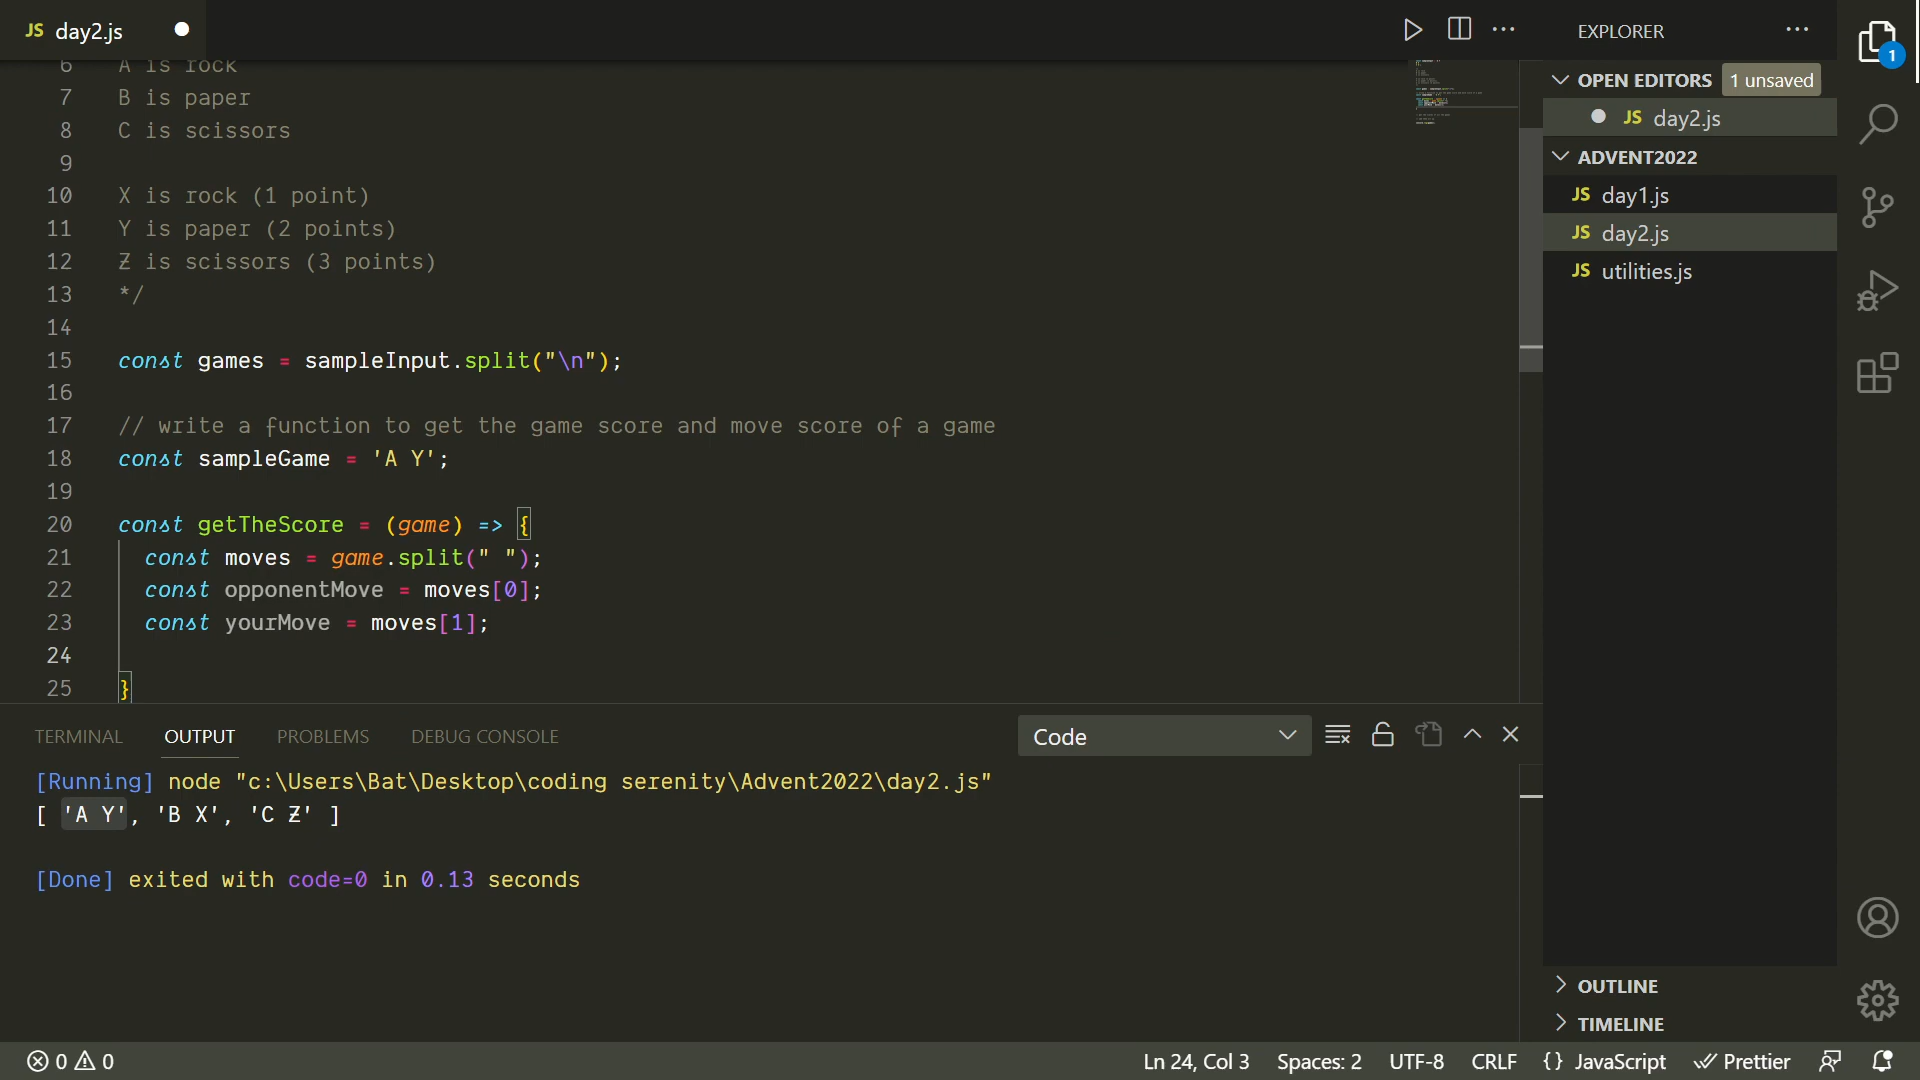 JS day2.js
EXPLORER
6 A is rock
7 B is paper
8 C is scissors
9
10 X is rock (1 point)
11 Y is paper (2 points)
12 Z is scissors (3 points)
13 */
14
15 const games = sampleInput.split("\n");
16
17 // write a function to get the game score and move score of a game
18 const sampleGame = 'A Y';
19
20 const getTheScore = (game) => {
21 const moves = game.split(" ");
22 const opponentMove = moves[0];
23 const yourMove = moves[1];
24
25 }
OPEN EDITORS 1 unsaved
JS day2.js
ADVENT2022
JS day1.js
JS day2.js
JS utilities.js
1
TERMINAL OUTPUT PROBLEMS DEBUG CONSOLE Code
[Running] node "c:\Users\Bat\Desktop\coding serenity\Advent2022\day2.js"
[ 'A Y', 'B X', 'C Z' ]
[Done] exited with code=0 in 0.13 seconds
OUTLINE
TIMELINE
0 0 Ln 24, Col 3 Spaces: 2 UTF-8 CRLF {} JavaScript Prettier